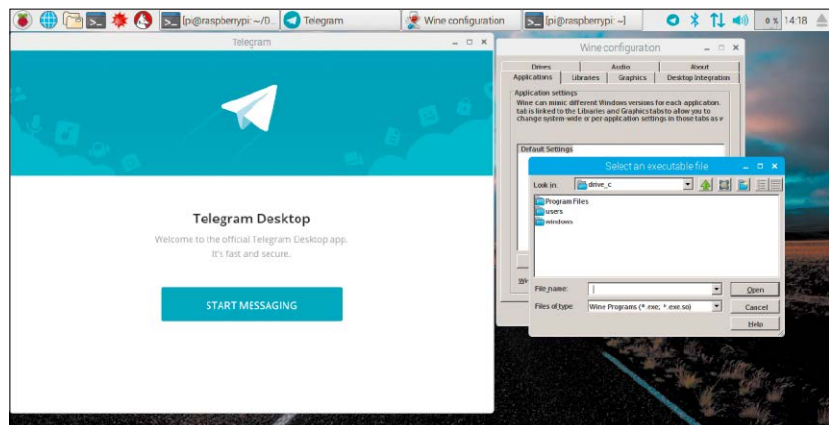 [pi@raspberrypi: ~/D..
Telegram
Wine configuration
[pi@raspberrypi: ~]
0 %
14:18
Telegram
Telegram Desktop
Welcome to the official Telegram Desktop app.
It's fast and secure.
START MESSAGING
Wine configuration
Drives
Audio
About
Applications
Libraries
Graphics
Desktop Integration
Application settings
Wine can mimic different Windows versions for each application.
tab is linked to the Libraries and Graphics tabs to allow you to
change system-wide or per-application settings in those tabs as w
Default Settings
Select an executable file
Look in:
drive_c
Program Files
users
windows
File name:
Open
Files of type:
Wine Programs (*.exe; *.exe.so)
Cancel
Help